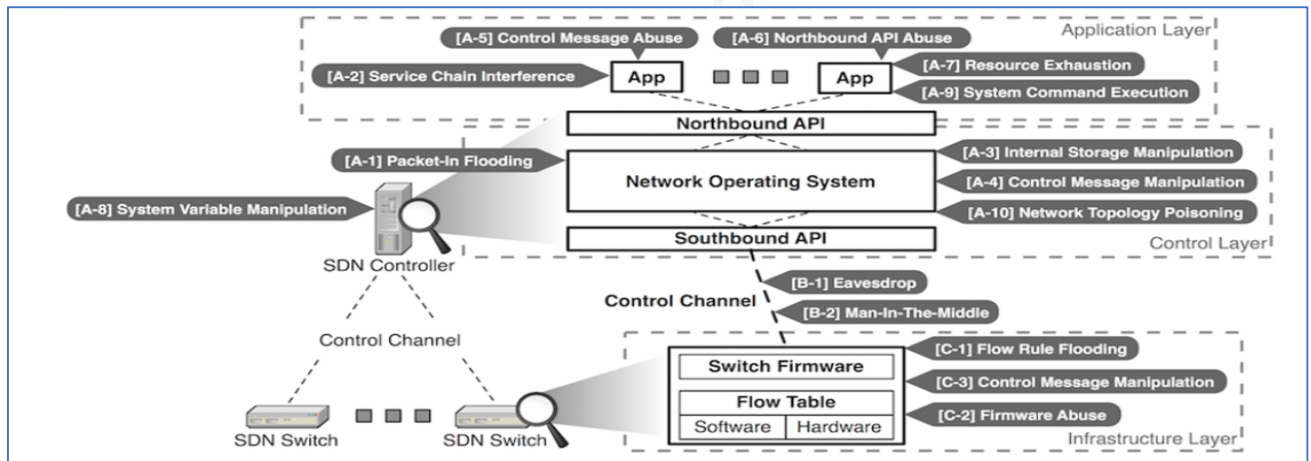 Application Layer
[A-5] Control Message Abuse
[A-6] Northbound API Abuse
[A-2] Service Chain Interference
App
App
[A-7] Resource Exhaustion
[A-9] System Command Execution
Northbound API
[A-1] Packet-In Flooding
Network Operating System
[A-3] Internal Storage Manipulation
[A-4] Control Message Manipulation
[A-10] Network Topology Poisoning
[A-8] System Variable Manipulation
Southbound API
Control Layer
SDN Controller
[B-1] Eavesdrop
Control Channel
[B-2] Man-In-The-Middle
Control Channel
Switch Firmware
[C-1] Flow Rule Flooding
[C-3] Control Message Manipulation
Flow Table
[C-2] Firmware Abuse
Software
Hardware
SDN Switch
SDN Switch
Infrastructure Layer